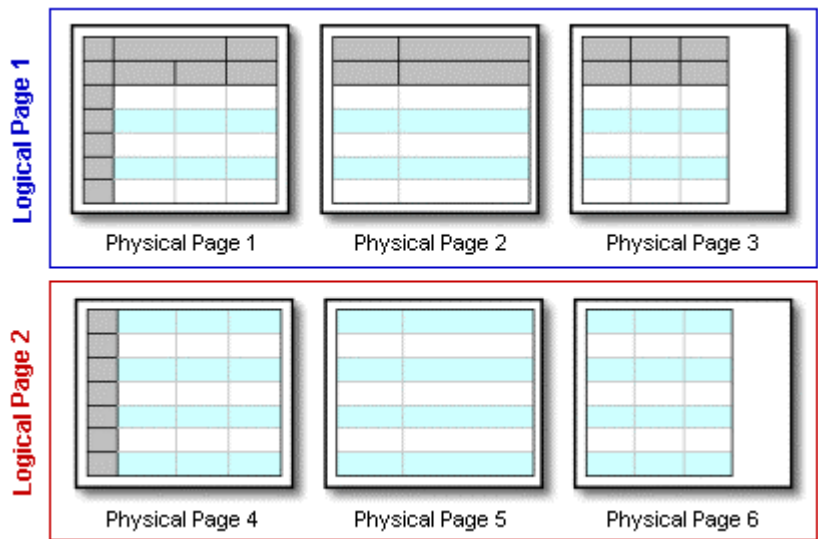 Logical Page 1
Physical Page 1
Physical Page 2
Physical Page 3
Logical Page 2
Physical Page 4
Physical Page 5
Physical Page 6